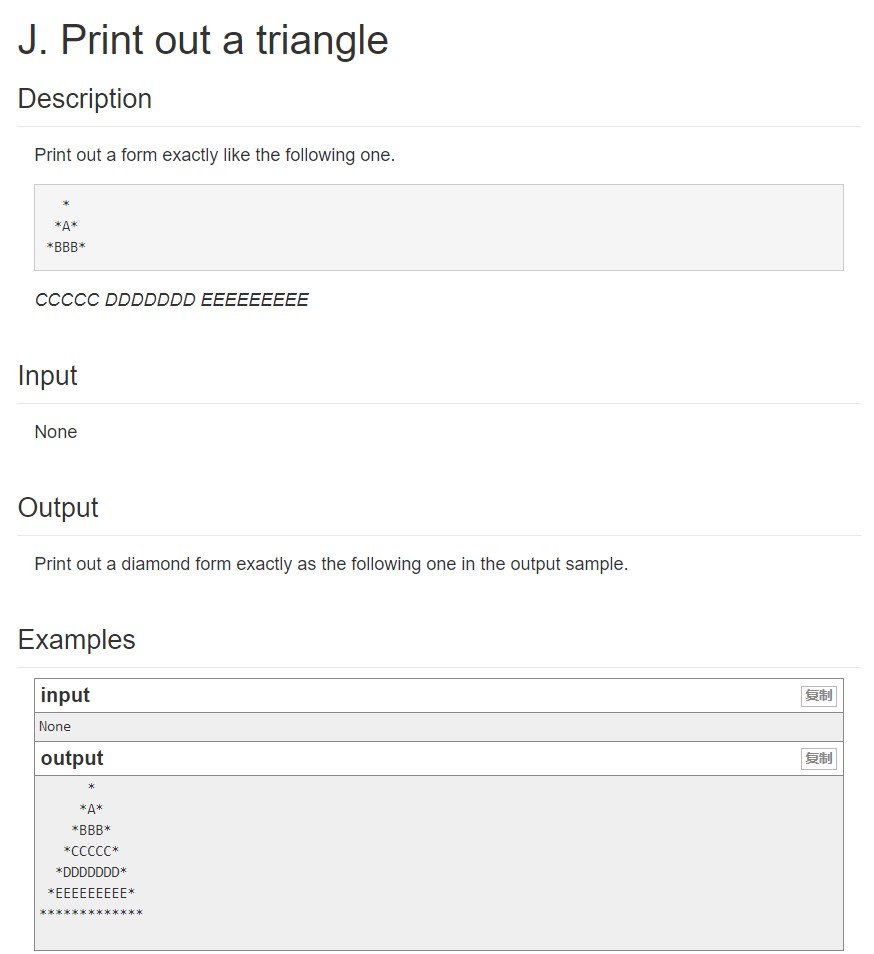 J. Print out a triangle
Description
Print out a form exactly like the following one.
   *
  *A*
 *BBB*
CCCCC DDDDDDD EEEEEEEEE
Input
None
Output
Print out a diamond form exactly as the following one in the output sample.
Examples
input 复制
None
output 复制
      *
     *A*
    *BBB*
   *CCCCC*
  *DDDDDDD*
 *EEEEEEEEE*
*************